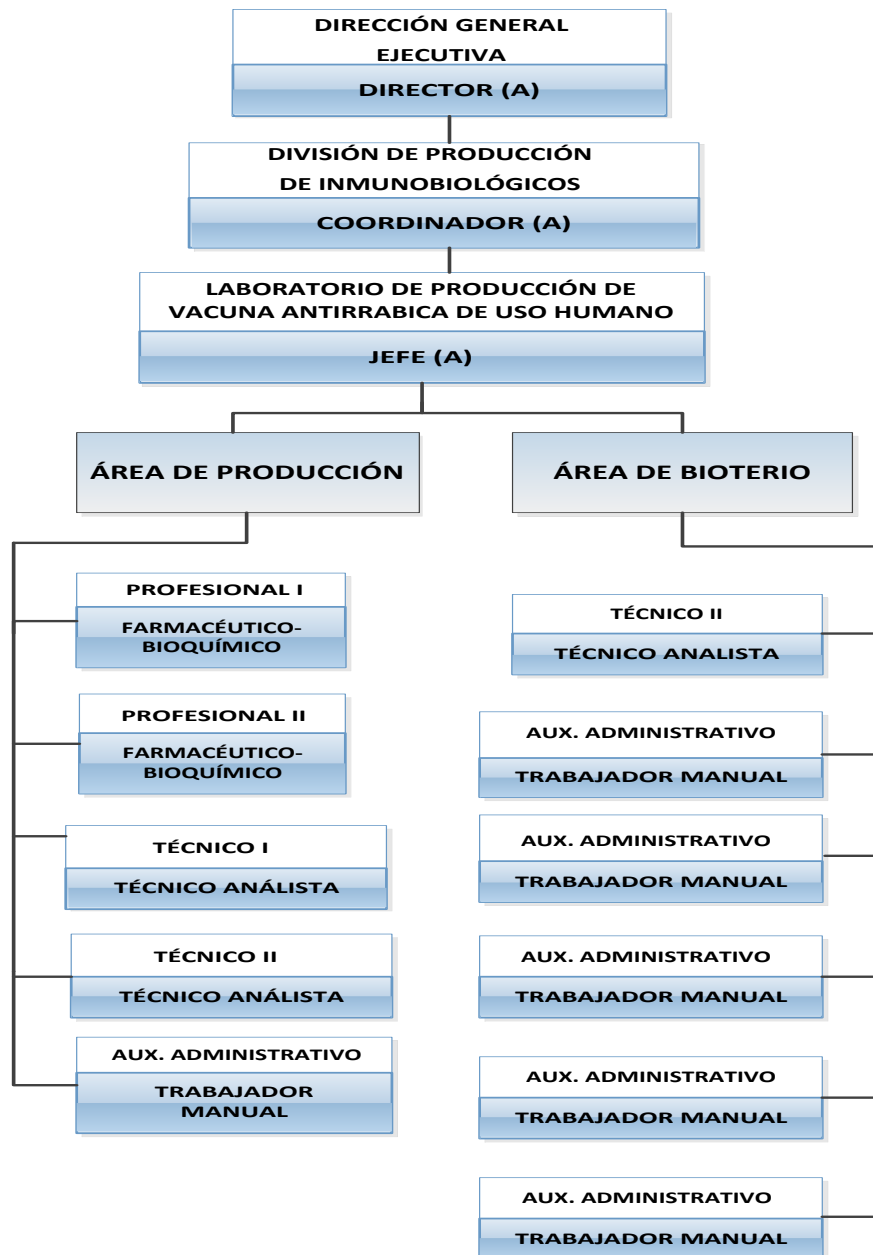 DIRECCIÓN GENERAL
EJECUTIVA
DIRECTOR (A)
DIVISIÓN DE PRODUCCIÓN
DE INMUNOBIOLÓGICOS
COORDINADOR (A)
LABORATORIO DE PRODUCCIÓN DE
VACUNA ANTIRRABICA DE USO HUMANO
JEFE (A)
ÁREA DE PRODUCCIÓN
PROFESIONAL I
FARMACÉUTICO-
BIOQUÍMICO
PROFESIONAL II
FARMACÉUTICO-
BIOQUÍMICO
TÉCNICO I
TÉCNICO ANÁLISTA
TÉCNICO II
TÉCNICO ANÁLISTA
AUX. ADMINISTRATIVO
TRABAJADOR
MANUAL
ÁREA DE BIOTERIO
TÉCNICO II
TÉCNICO ANALISTA
AUX. ADMINISTRATIVO
TRABAJADOR MANUAL
AUX. ADMINISTRATIVO
TRABAJADOR MANUAL
AUX. ADMINISTRATIVO
TRABAJADOR MANUAL
AUX. ADMINISTRATIVO
TRABAJADOR MANUAL
AUX. ADMINISTRATIVO
TRABAJADOR MANUAL